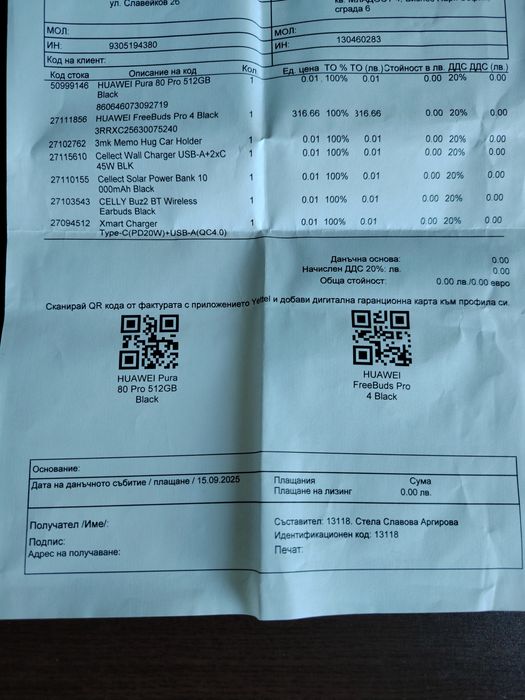 ул. Славейков 26
сграда 6
МОЛ:
ИН: 9305194380
Код на клиент:
МОЛ:
ИН: 130460283
Код стока Описание на код Кол Ед. цена ТО % ТО (лв.) Стойност в лв. ДДС ДДС (лв.)
50999146 HUAWEI Pura 80 Pro 512GB 1 0.01 100% 0.01 0.00 20% 0.00
Black
860646073092719
27111856 HUAWEI FreeBuds Pro 4 Black 1 316.66 100% 316.66 0.00 20% 0.00
3RRXC25630075240
27102762 3mk Memo Hug Car Holder 1 0.01 100% 0.01 0.00 20% 0.00
27115610 Cellect Wall Charger USB-A+2xC 1 0.01 100% 0.01 0.00 20% 0.00
45W BLK
27110155 Cellect Solar Power Bank 10 1 0.01 100% 0.01 0.00 20% 0.00
000mAh Black
27103543 CELLY Buz2 BT Wireless 1 0.01 100% 0.01 0.00 20% 0.00
Earbuds Black
27094512 Xmart Charger 1 0.01 100% 0.01 0.00 20% 0.00
Type-C(PD20W)+USB-A(QC4.0)
Данъчна основа: 0.00
Начислен ДДС 20%: лв. 0.00
Обща стойност: 0.00 лв./0.00 евро
Сканирай QR кода от фактурата с приложението Yettel и добави дигитална гаранционна карта към профила си.
HUAWEI Pura
80 Pro 512GB
Black
HUAWEI
FreeBuds Pro
4 Black
Основание:
Дата на данъчното събитие / плащане / 15.09.2025
Плащания Сума
Плащане на лизинг 0.00 лв.
Получател /Име/:
Подпис:
Адрес на получаване:
Съставител: 13118. Стела Славова Аргирова
Идентификационен код: 13118
Печат: